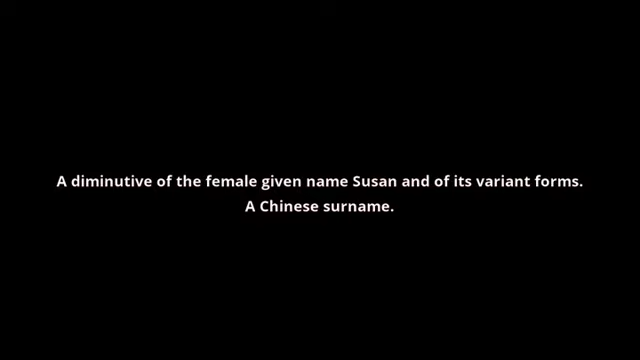 A diminutive of the female given name Susan and of its variant forms.
A Chinese surname.